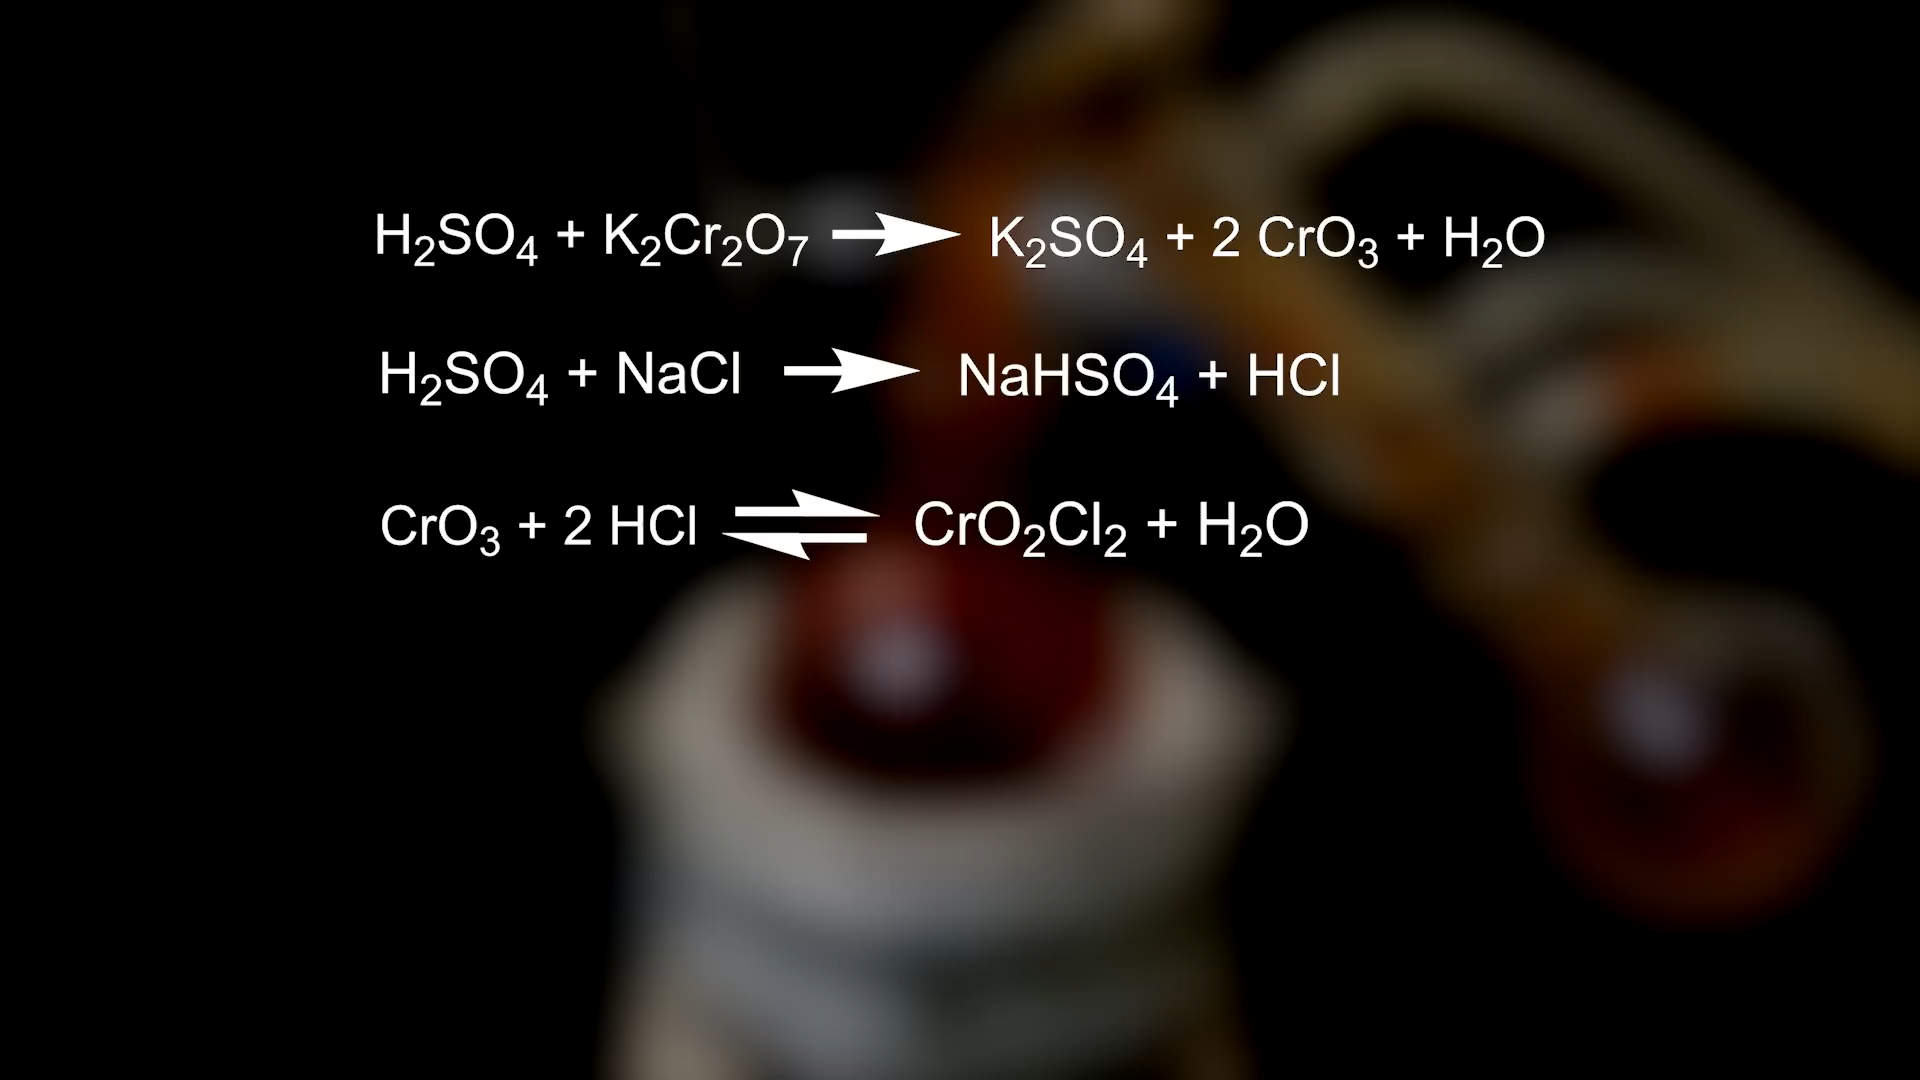 H₂SO₄ + K₂Cr₂O₇ ⟶ K₂SO₄ + 2 CrO₃ + H₂O
H₂SO₄ + NaCl ⟶ NaHSO₄ + HCl
CrO₃ + 2 HCl ⇌ CrO₂Cl₂ + H₂O